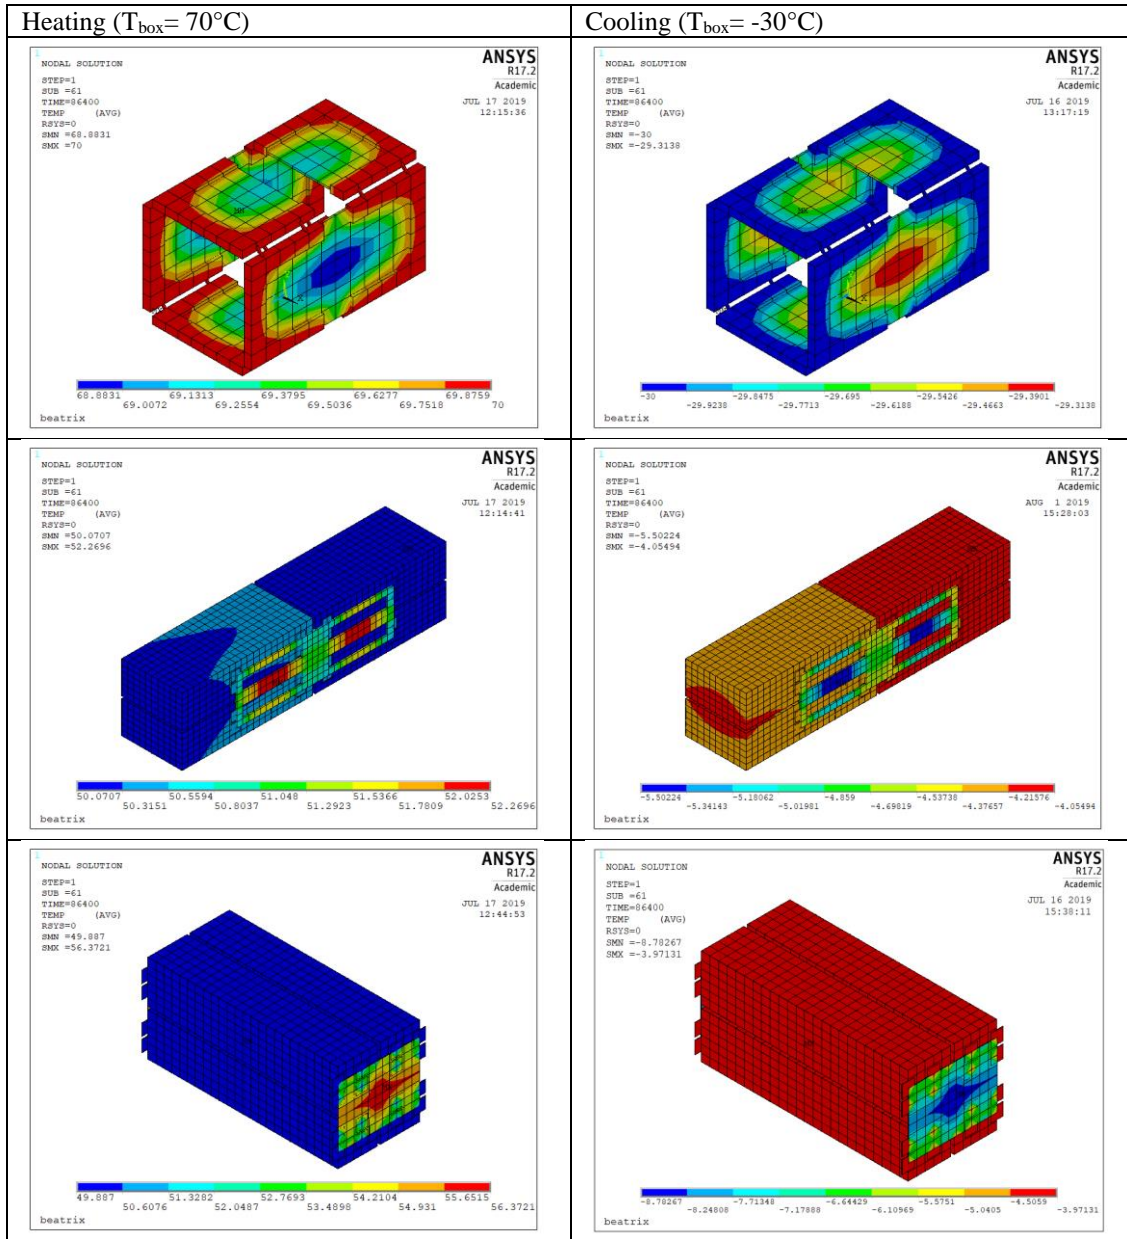 Heating (Tbox= 70°C)
Cooling (Tbox= -30°C)
1
NODAL SOLUTION
STEP=1
SUB =61
TIME=86400
TEMP (AVG)
RSYS=0
SMN =68.8831
SMX =70
ANSYS
R17.2
Academic
JUL 17 2019
12:15:36
MN
X
68.8831 69.1313 69.3795 69.6277 69.8759
69.0072 69.2554 69.5036 69.7518 70
beatrix
1
NODAL SOLUTION
STEP=1
SUB =61
TIME=86400
TEMP (AVG)
RSYS=0
SMN =-30
SMX =-29.3138
ANSYS
R17.2
Academic
JUL 16 2019
13:17:19
X
-30 -29.8475 -29.695 -29.5426 -29.3901
-29.9238 -29.7713 -29.6188 -29.4663 -29.3138
beatrix
1
NODAL SOLUTION
STEP=1
SUB =61
TIME=86400
TEMP (AVG)
RSYS=0
SMN =50.0707
SMX =52.2696
ANSYS
R17.2
Academic
JUL 17 2019
12:14:41
50.0707 50.5594 51.048 51.5366 52.0253
50.3151 50.8037 51.2923 51.7809 52.2696
beatrix
1
NODAL SOLUTION
STEP=1
SUB =61
TIME=86400
TEMP (AVG)
RSYS=0
SMN =-5.50224
SMX =-4.05494
ANSYS
R17.2
Academic
AUG 1 2019
15:28:03
-5.50224 -5.18062 -4.859 -4.53738 -4.21576
-5.34143 -5.01981 -4.69819 -4.37657 -4.05494
beatrix
1
NODAL SOLUTION
STEP=1
SUB =61
TIME=86400
TEMP (AVG)
RSYS=0
SMN =49.887
SMX =56.3721
ANSYS
R17.2
Academic
JUL 17 2019
12:44:53
49.887 51.3282 52.7693 54.2104 55.6515
50.6076 52.0487 53.4898 54.931 56.3721
beatrix
1
NODAL SOLUTION
STEP=1
SUB =61
TIME=86400
TEMP (AVG)
RSYS=0
SMN =-8.78267
SMX =-3.97131
ANSYS
R17.2
Academic
JUL 16 2019
15:38:11
-8.78267 -7.71348 -6.64429 -5.5751 -4.5059
-8.24808 -7.17888 -6.10969 -5.0405 -3.97131
beatrix